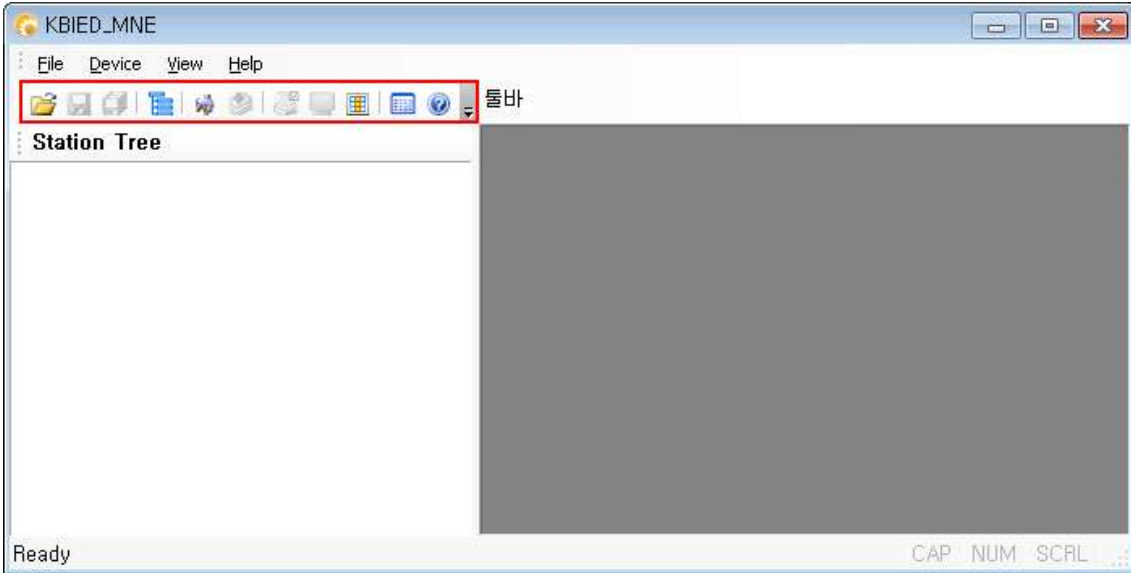 KBIED_MNE
File Device View Help
툴바
Station Tree
Ready
CAP NUM SCRL